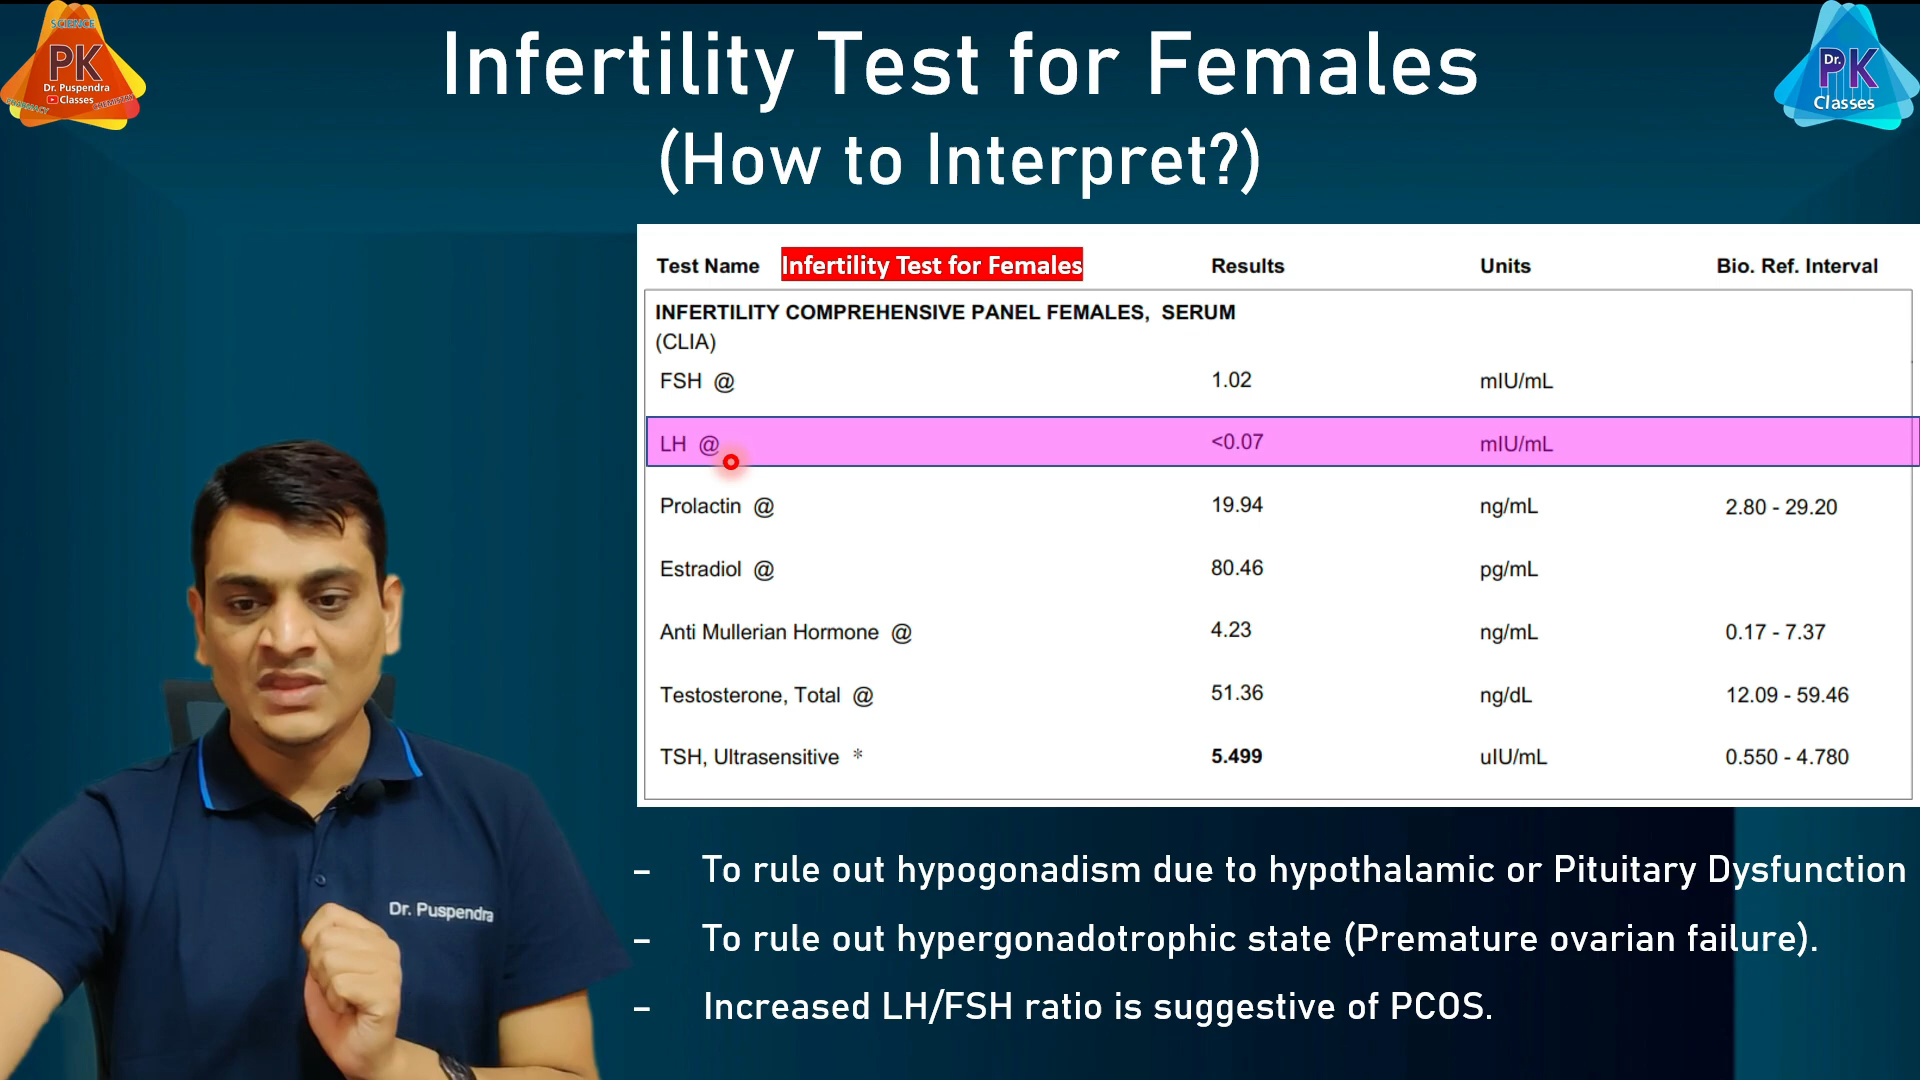 SCIENCE
PK
Dr. Puspendra
Classes
PHARMACY
CHEMISTRY
Infertility Test for Females
(How to Interpret?)
Dr.
PK
Classes
Test Name Infertility Test for Females Results Units Bio. Ref. Interval
INFERTILITY COMPREHENSIVE PANEL FEMALES, SERUM
(CLIA)
FSH @ 1.02 mIU/mL
LH @ <0.07 mIU/mL
Prolactin @ 19.94 ng/mL 2.80 - 29.20
Estradiol @ 80.46 pg/mL
Anti Mullerian Hormone @ 4.23 ng/mL 0.17 - 7.37
Testosterone, Total @ 51.36 ng/dL 12.09 - 59.46
TSH, Ultrasensitive * 5.499 uIU/mL 0.550 - 4.780
- To rule out hypogonadism due to hypothalamic or Pituitary Dysfunction
- To rule out hypergonadotrophic state (Premature ovarian failure).
- Increased LH/FSH ratio is suggestive of PCOS.
Dr. Puspendra